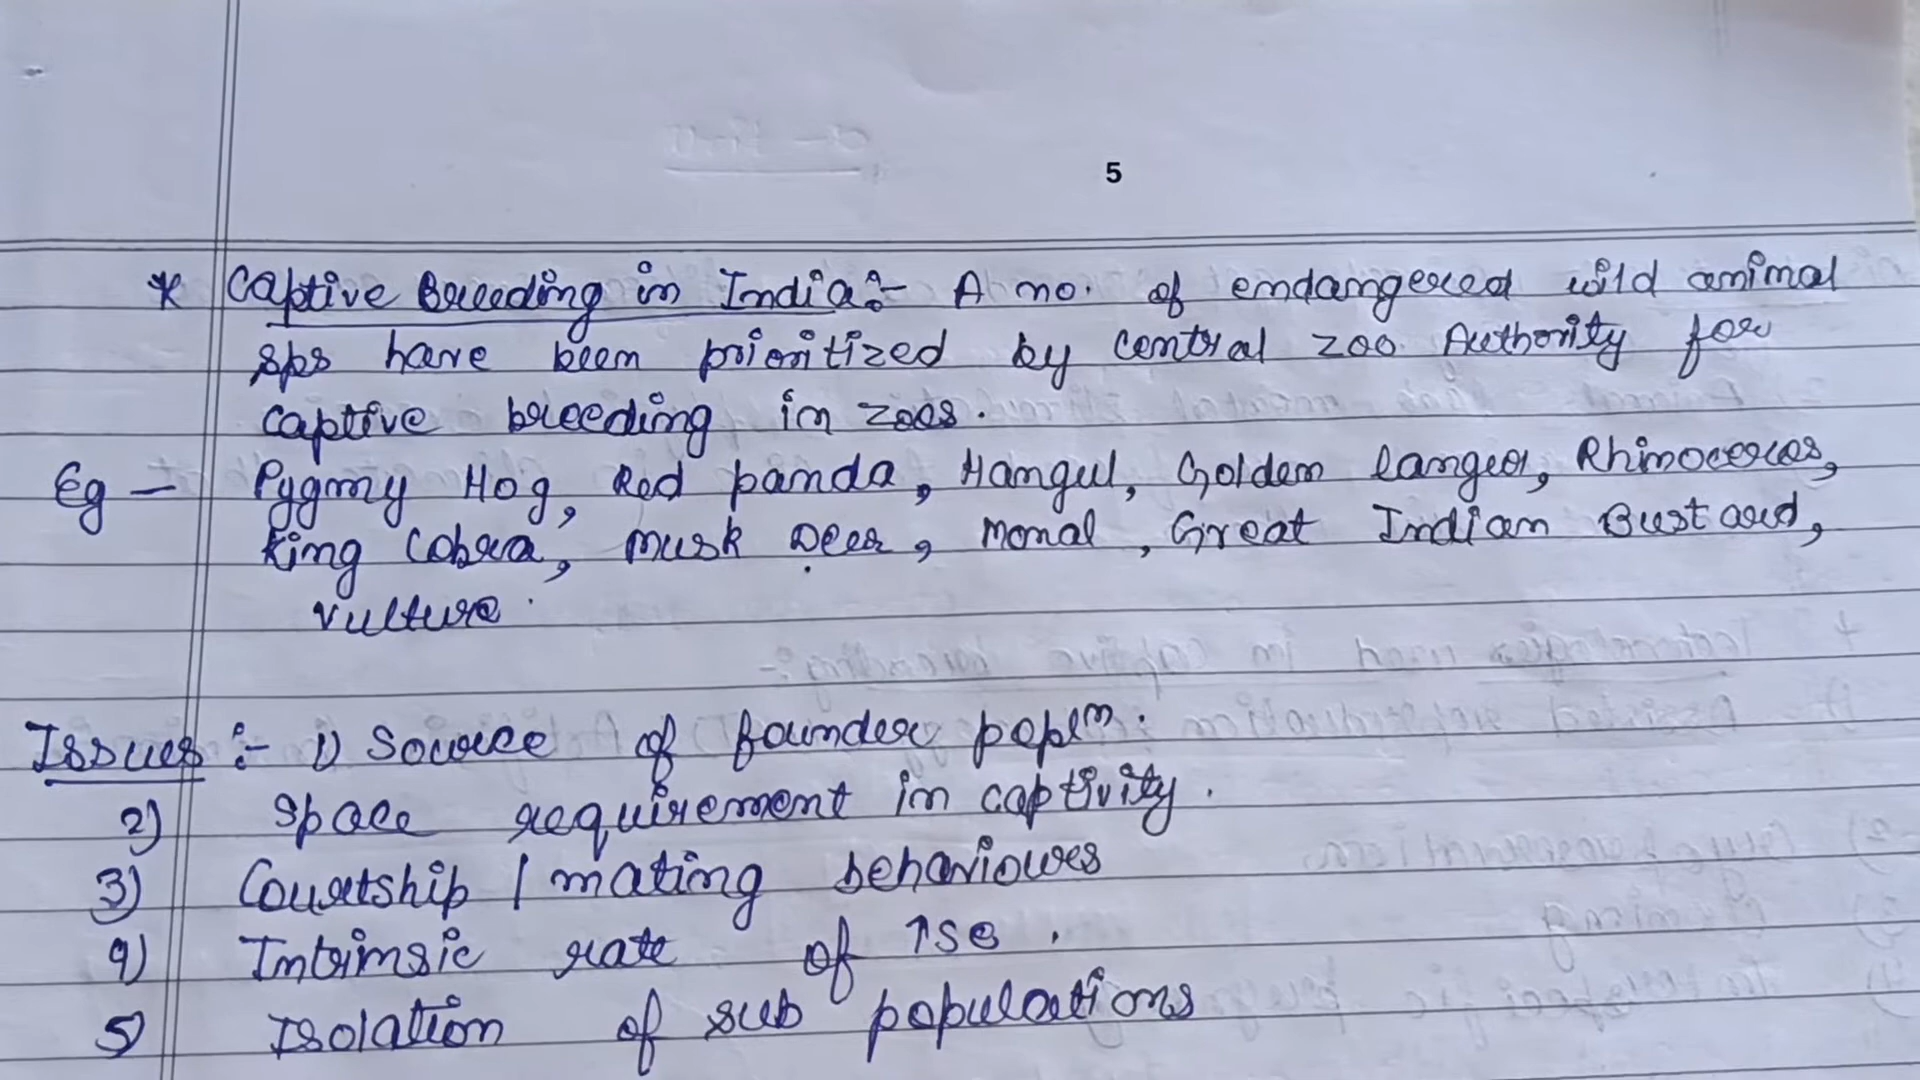 5
* Captive Breeding in India:- A no. of endangered wild animal
sps have been prioritized by central zoo Authority for
captive breeding in zoos.
Eg - Pygmy Hog, Red panda, Hangul, Golden langur, Rhinoceros,
King Cobra, Musk Deer, Monal, Great Indian Bustard,
Vulture.
Issues:- 1) Source of founder popln.
2) Space requirement in captivity.
3) Courtship / mating behaviours
4) Intrinsic rate of ↑se.
5) Isolation of sub populations